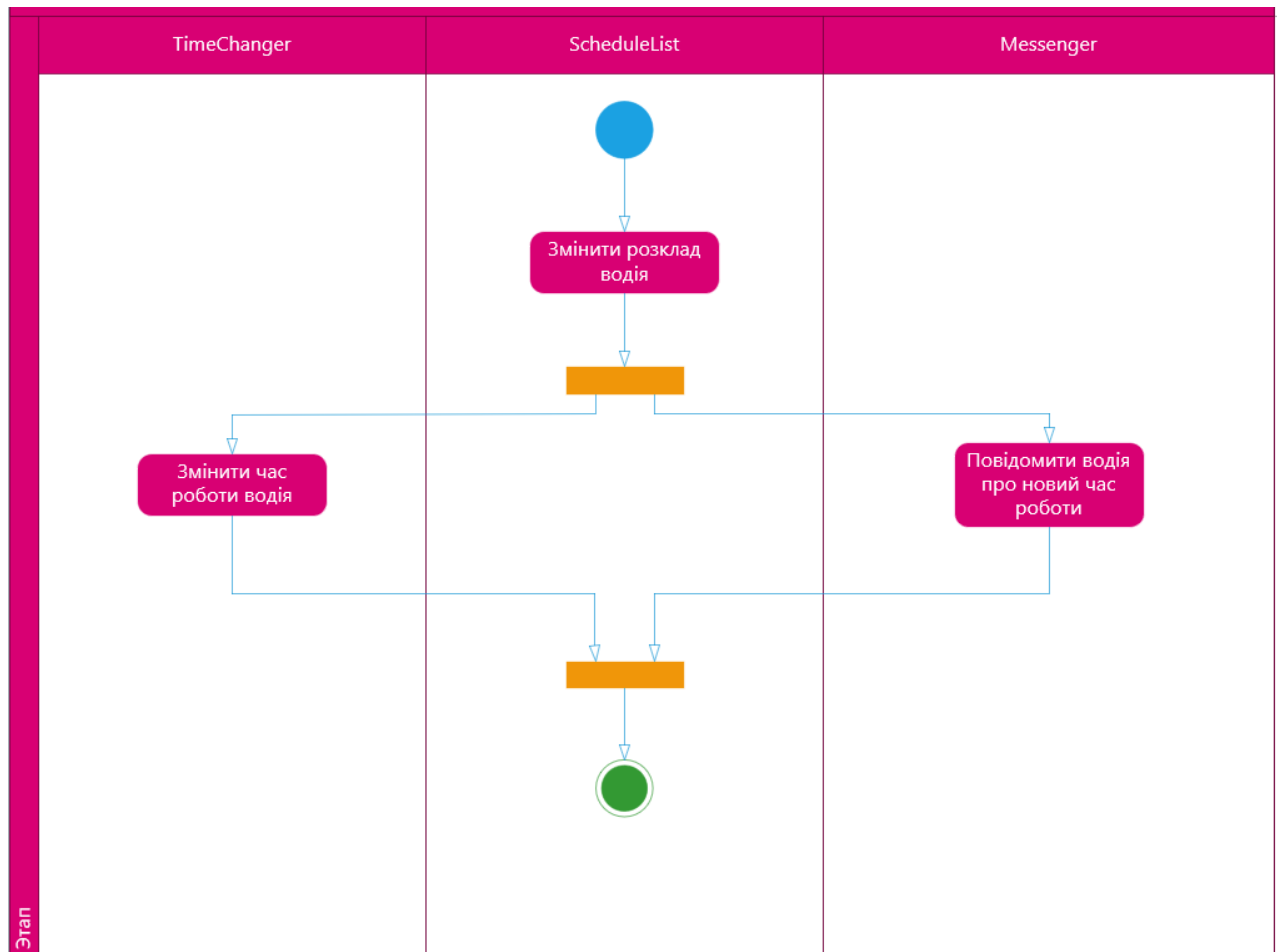 TimeChanger
ScheduleList
Messenger
Змінити розклад
водія
Змінити час
роботи водія
Повідомити водія
про новий час
роботи
Этап